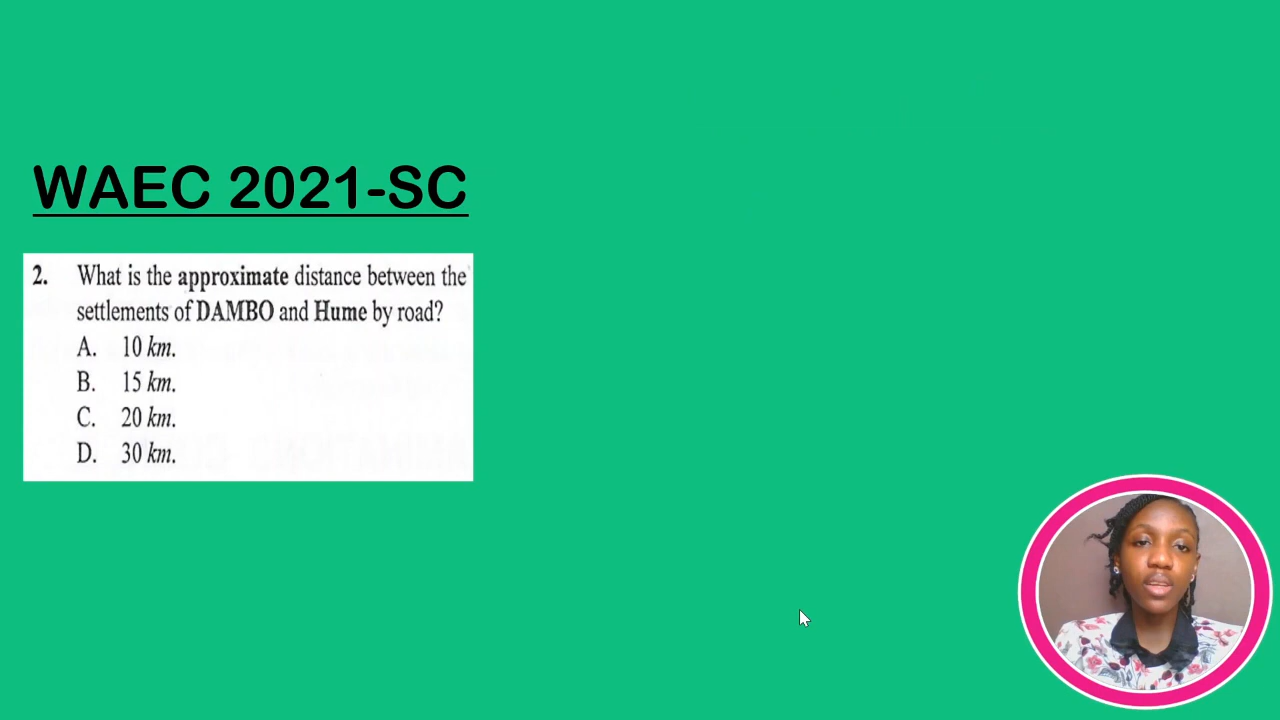 WAEC 2021-SC
2. What is the approximate distance between the
settlements of DAMBO and Hume by road?
A. 10 km.
B. 15 km.
C. 20 km.
D. 30 km.